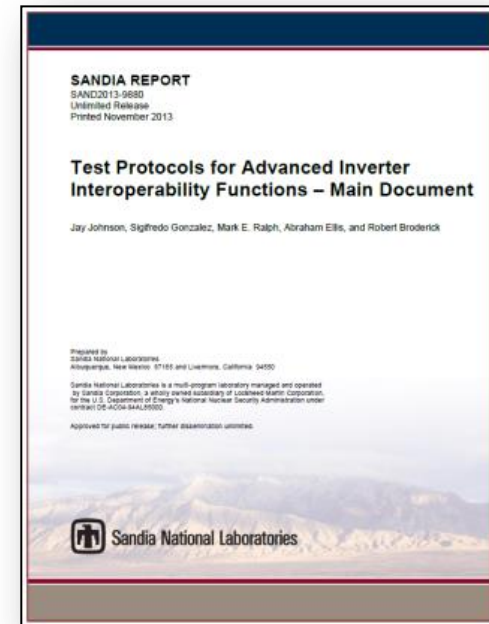 SANDIA REPORT
SAND2013-9880
Unlimited Release
Printed November 2013
Test Protocols for Advanced Inverter
Interoperability Functions – Main Document
Jay Johnson, Sigifredo Gonzalez, Mark E. Ralph, Abraham Ellis, and Robert Broderick
Prepared by
Sandia National Laboratories
Albuquerque, New Mexico 87185 and Livermore, California 94550
Sandia National Laboratories is a multi-program laboratory managed and operated
by Sandia Corporation, a wholly owned subsidiary of Lockheed Martin Corporation,
for the U.S. Department of Energy's National Nuclear Security Administration under
contract DE-AC04-94AL85000.
Approved for public release; further dissemination unlimited.
Sandia National Laboratories